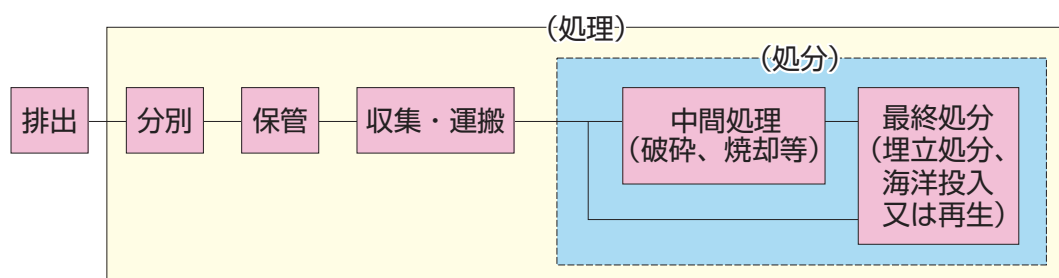 （処理）
（処分）
排出
分別
保管
収集・運搬
中間処理
（破砕、焼却等）
最終処分
（埋立処分、
海洋投入
又は再生）